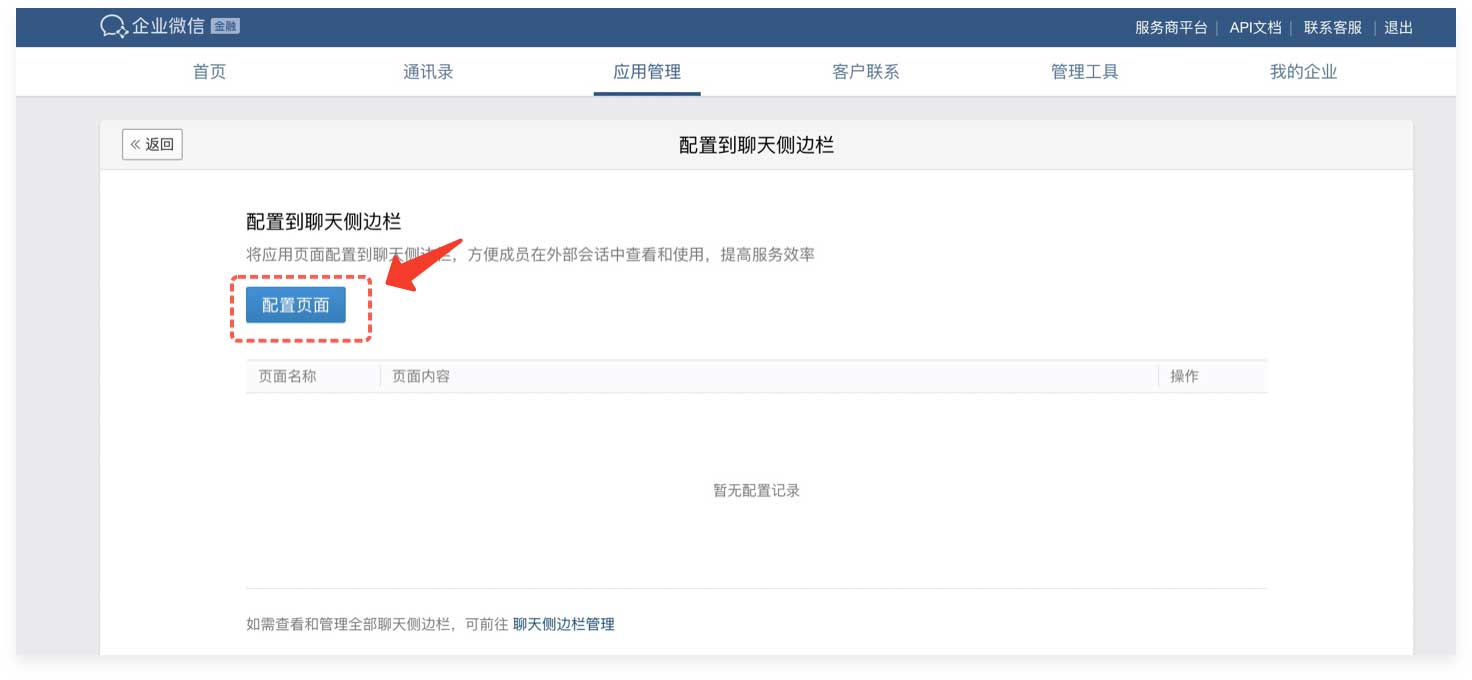 企业微信 金融 服务商平台 | API文档 | 联系客服 | 退出
首页 通讯录 应用管理 客户联系 管理工具 我的企业
« 返回 配置到聊天侧边栏
配置到聊天侧边栏
将应用页面配置到聊天侧边栏，方便成员在外部会话中查看和使用，提高服务效率
配置页面
页面名称 页面内容 操作
暂无配置记录
如需查看和管理全部聊天侧边栏，可前往 聊天侧边栏管理